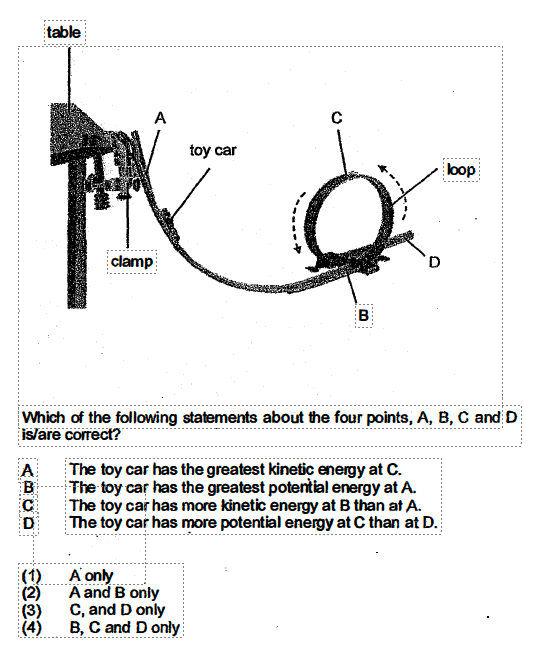 table
A
C
toy car
loop
clamp
D
B
Which of the following statements about the four points, A, B, C and D
is/are correct?
A The toy car has the greatest kinetic energy at C.
B The toy car has the greatest potential energy at A.
C The toy car has more kinetic energy at B than at A.
D The toy car has more potential energy at C than at D.
(1) A only
(2) A and B only
(3) C, and D only
(4) B, C and D only